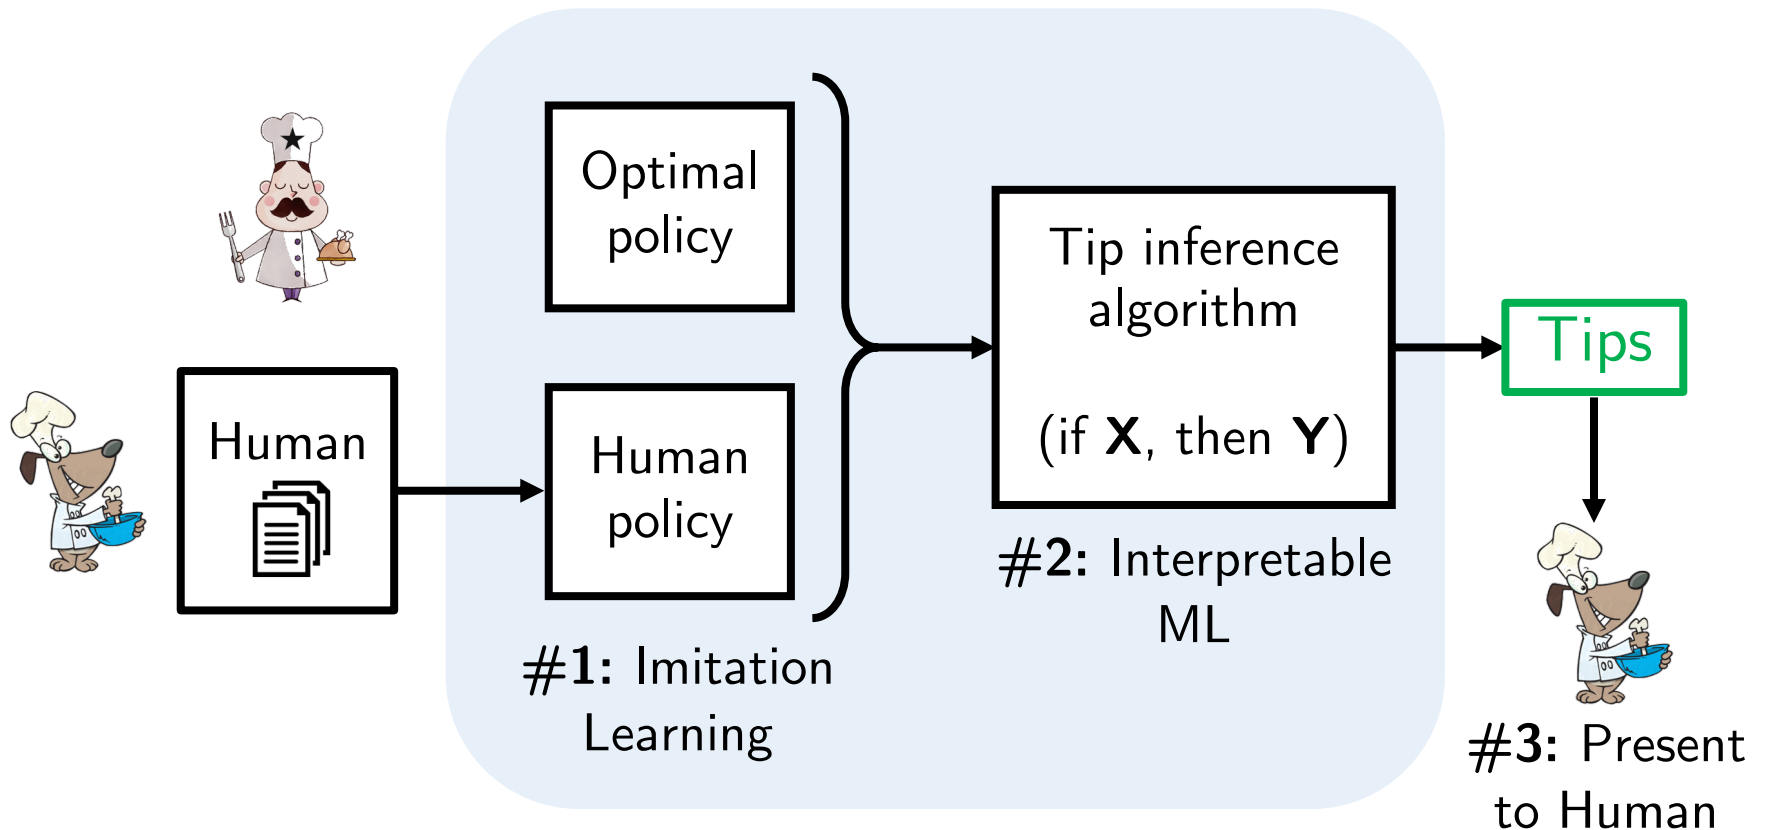 Optimal
policy
Human
Human
policy
#1: Imitation
Learning
Tip inference
algorithm
(if X, then Y)
#2: Interpretable
ML
Tips
#3: Present
to Human